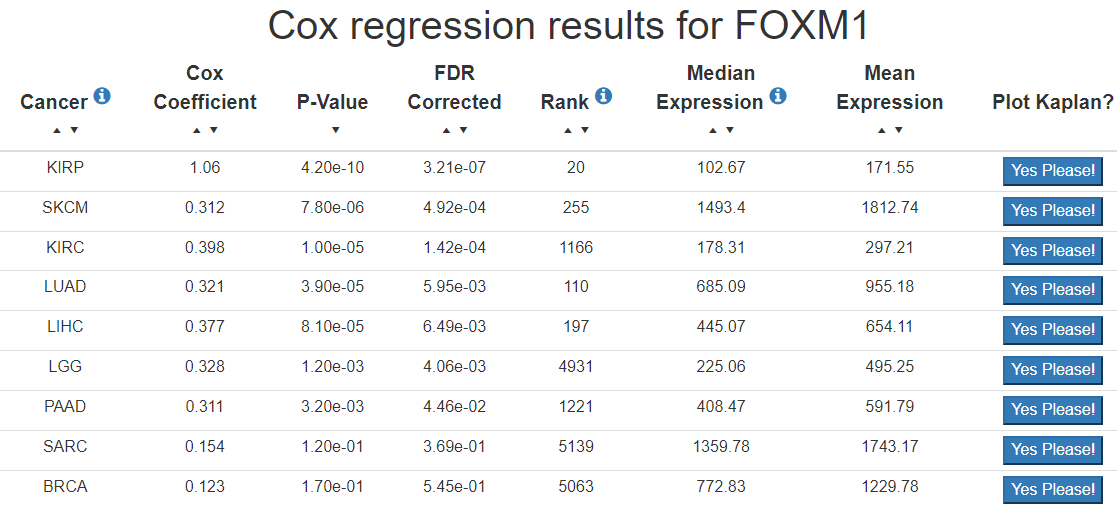 Cox regression results for FOXM1
Cancer Cox Coefficient P-Value FDR Corrected Rank Median Expression Mean Expression Plot Kaplan?
KIRP 1.06 4.20e-10 3.21e-07 20 102.67 171.55 Yes Please!
SKCM 0.312 7.80e-06 4.92e-04 255 1493.4 1812.74 Yes Please!
KIRC 0.398 1.00e-05 1.42e-04 1166 178.31 297.21 Yes Please!
LUAD 0.321 3.90e-05 5.95e-03 110 685.09 955.18 Yes Please!
LIHC 0.377 8.10e-05 6.49e-03 197 445.07 654.11 Yes Please!
LGG 0.328 1.20e-03 4.06e-03 4931 225.06 495.25 Yes Please!
PAAD 0.311 3.20e-03 4.46e-02 1221 408.47 591.79 Yes Please!
SARC 0.154 1.20e-01 3.69e-01 5139 1359.78 1743.17 Yes Please!
BRCA 0.123 1.70e-01 5.45e-01 5063 772.83 1229.78 Yes Please!